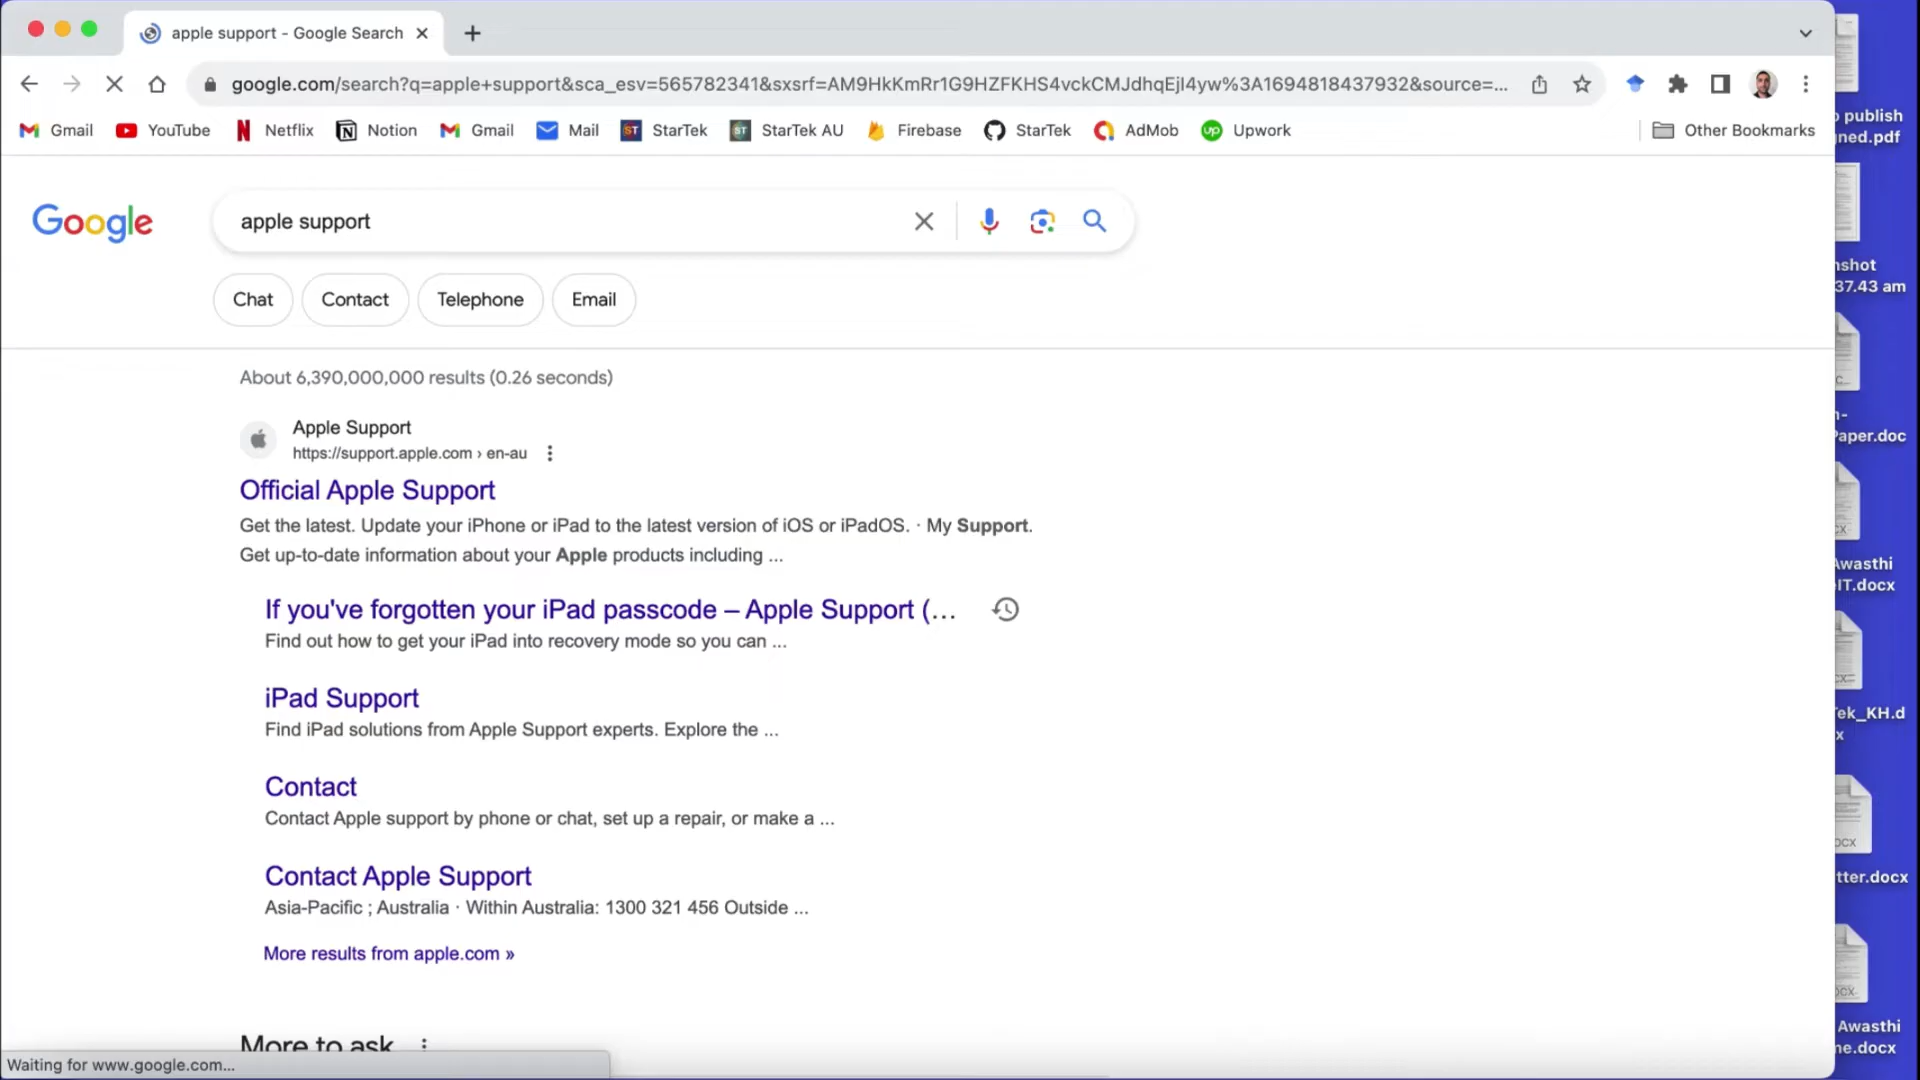 apple support - Google Search
google.com/search?q=apple+support&sca_esv=565782341&sxsrf=AM9HkKmRr1G9HZFKHS4vckCMJdhqEjI4yw%3A1694818437932&source=...
Gmail YouTube Netflix Notion Gmail Mail StarTek StarTek AU Firebase StarTek AdMob Upwork Other Bookmarks
Google
apple support
Chat Contact Telephone Email
About 6,390,000,000 results (0.26 seconds)
Apple Support
https://support.apple.com › en-au
Official Apple Support
Get the latest. Update your iPhone or iPad to the latest version of iOS or iPadOS. · My Support.
Get up-to-date information about your Apple products including ...
If you've forgotten your iPad passcode – Apple Support (...
Find out how to get your iPad into recovery mode so you can ...
iPad Support
Find iPad solutions from Apple Support experts. Explore the ...
Contact
Contact Apple support by phone or chat, set up a repair, or make a ...
Contact Apple Support
Asia-Pacific ; Australia · Within Australia: 1300 321 456 Outside ...
More results from apple.com »
More to ask
Waiting for www.google.com...
publish
ned.pdf
nshot
37.43 am
Paper.doc
Awasthi
IT.docx
Tek_KH.d
x
tter.docx
Awasthi
ne.docx